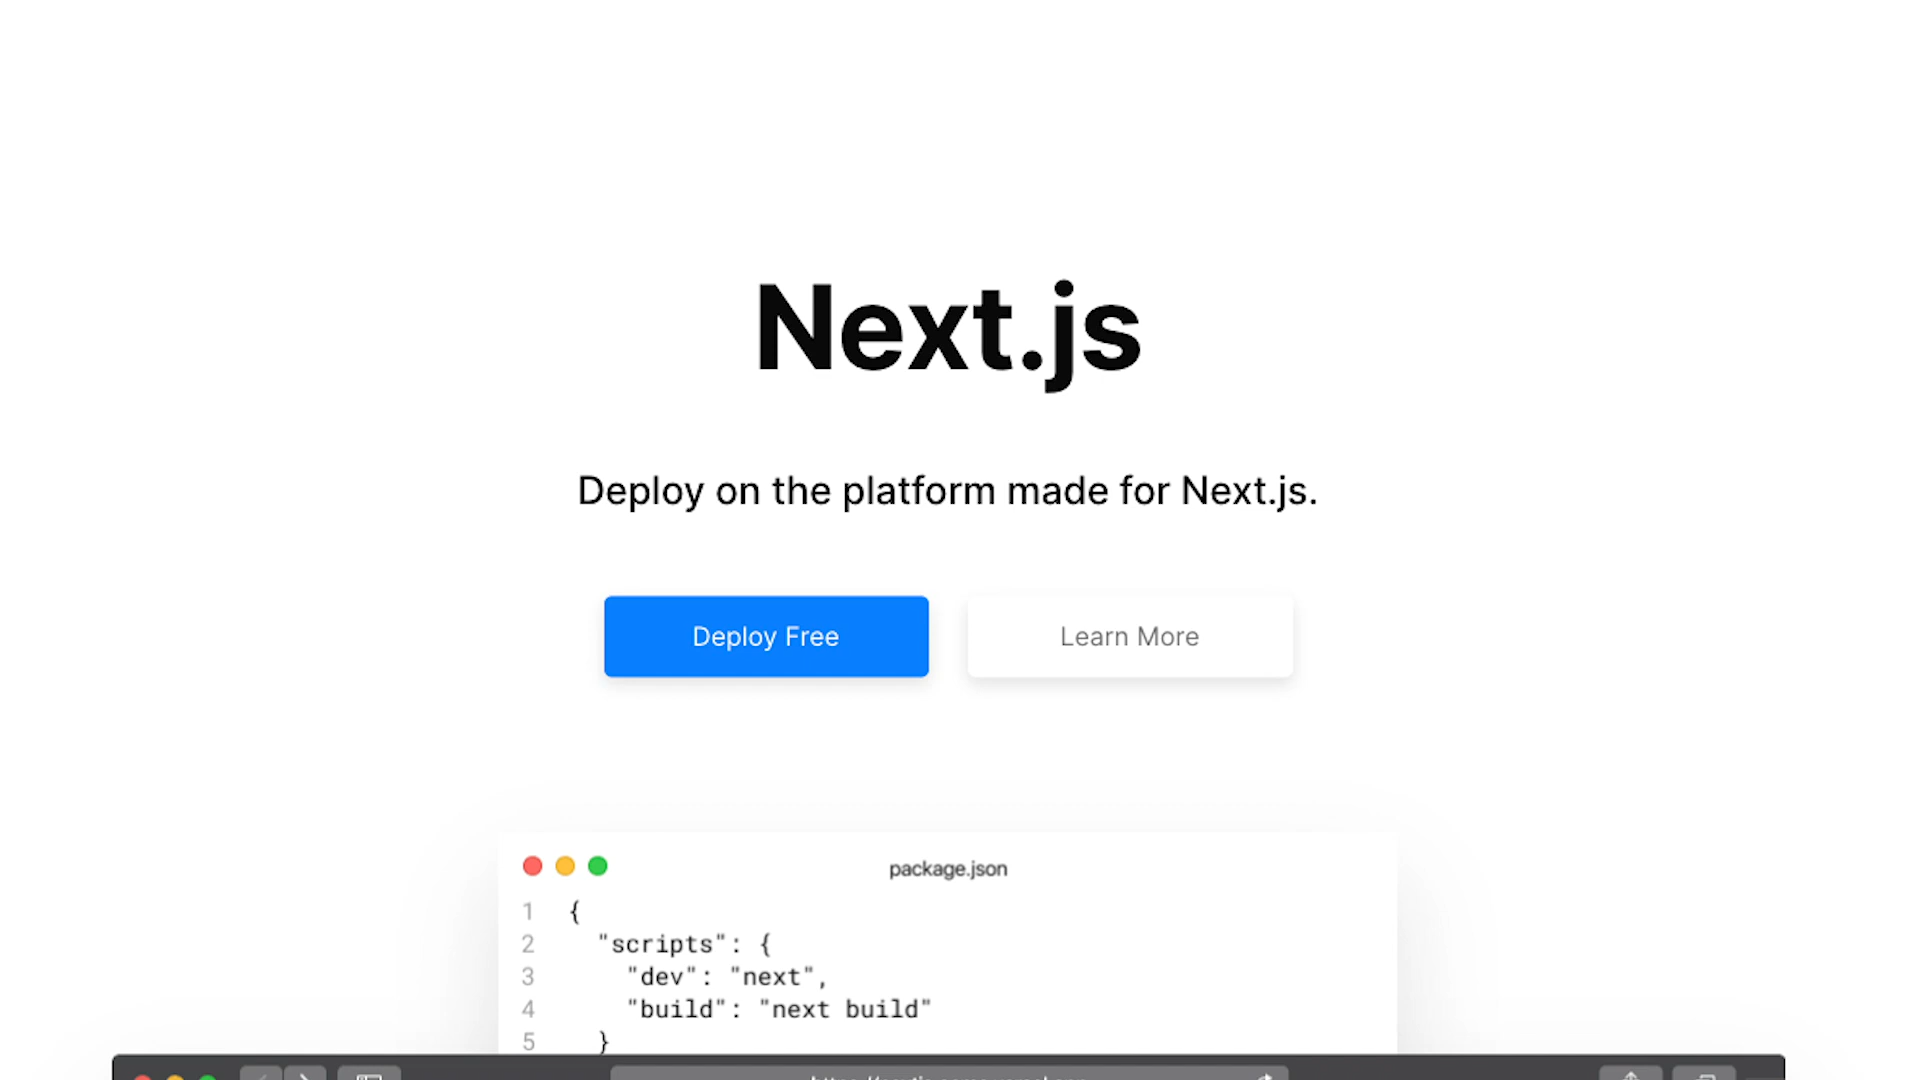 Next.js
Deploy on the platform made for Next.js.
Deploy Free
Learn More
package.json
1 {
2 "scripts": {
3 "dev": "next",
4 "build": "next build"
5 }